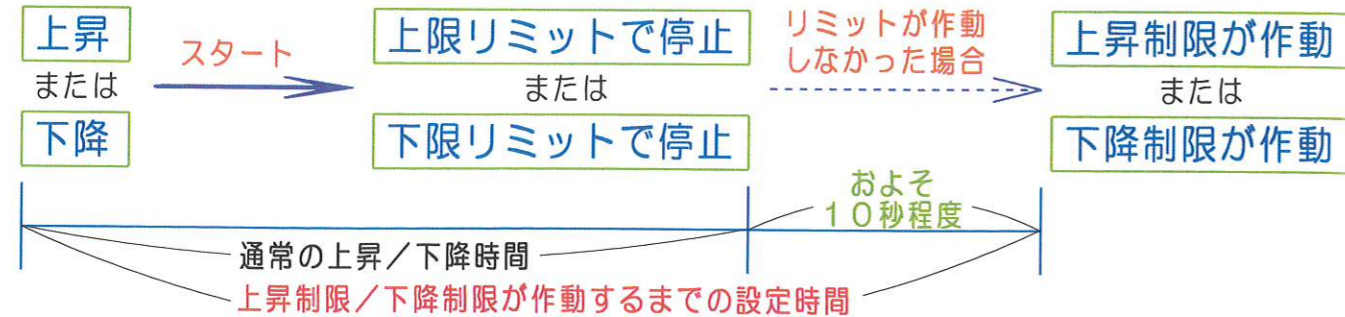 上昇
または
下降
スタート
上限リミットで停止
または
下限リミットで停止
リミットが作動
しなかった場合
上昇制限が作動
または
下降制限が作動
およそ
10秒程度
通常の上昇／下降時間
上昇制限／下降制限が作動するまでの設定時間